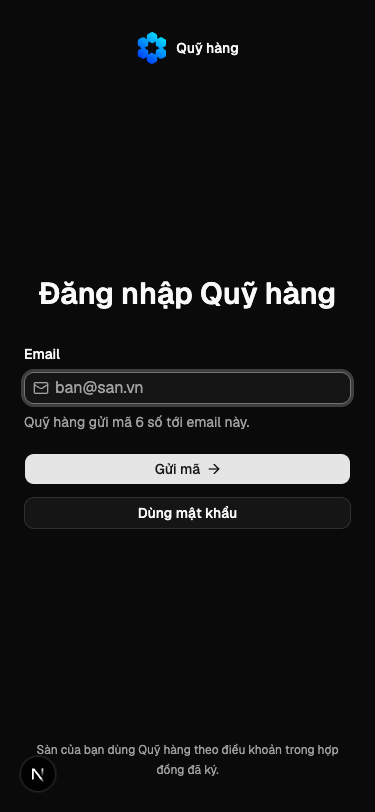 Quỹ hàng
Đăng nhập Quỹ hàng
Email
ban@san.vn
Quỹ hàng gửi mã 6 số tới email này.
Gửi mã →
Dùng mật khẩu
Sàn của bạn dùng Quỹ hàng theo điều khoản trong hợp
đồng đã ký.
N